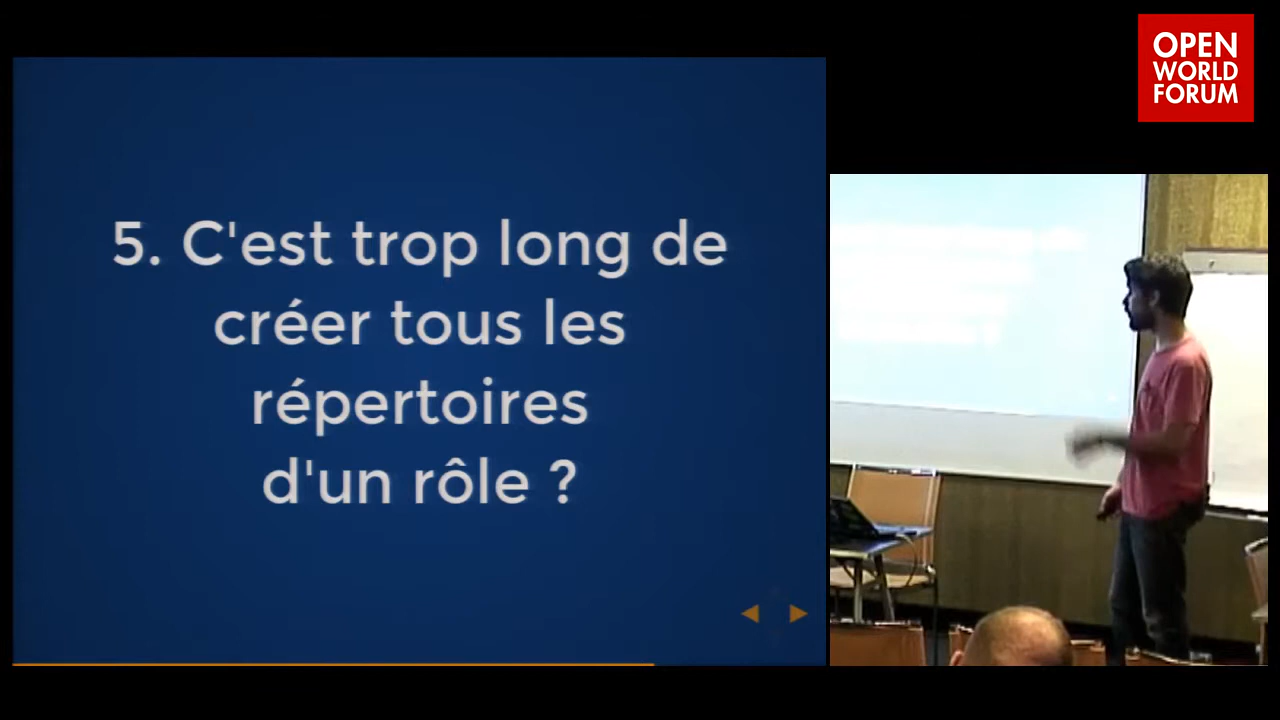 OPEN
WORLD
FORUM
5. C'est trop long de
créer tous les
répertoires
d'un rôle ?